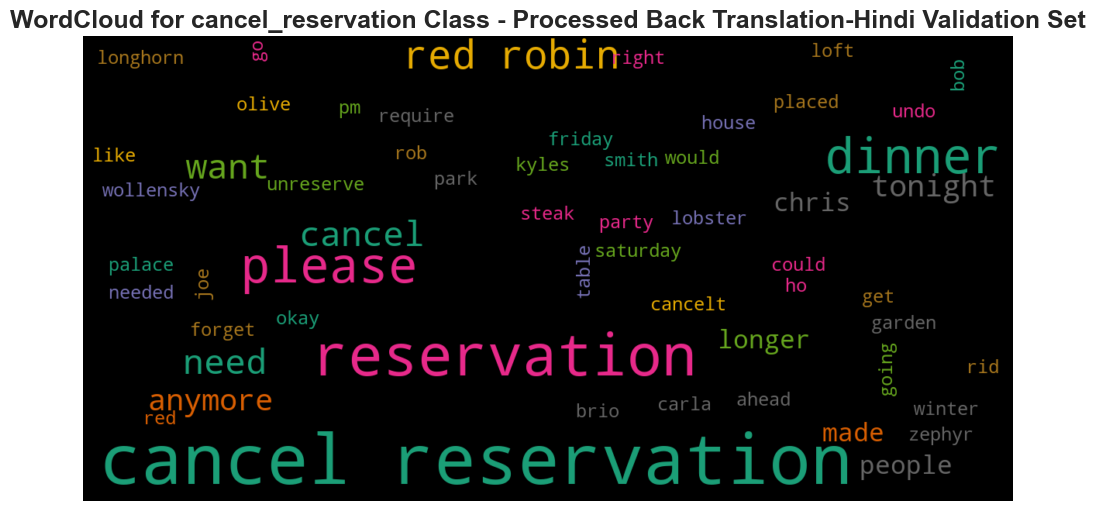 WordCloud for cancel_reservation Class - Processed Back Translation-Hindi Validation Set
longhorn
go
red robin
right
loft
bob
olive
pm
require
placed
undo
house
friday
like
want
rob
kyles
smith
would
dinner
wollensky
unreserve
park
tonight
chris
steak
party
lobster
cancel
please
saturday
table
palace
needed
joe
could
ho
cancelt
get
forget
okay
garden
need
reservation
longer
going
rid
anymore
red
brio
carla
ahead
winter
made
zephyr
cancel reservation
people